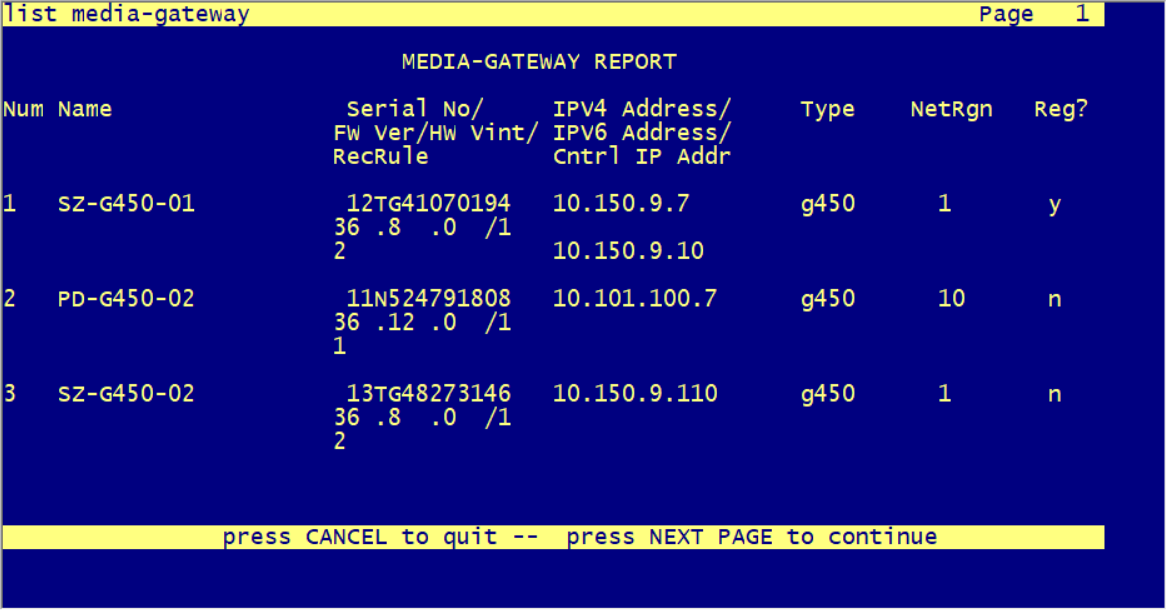 list media-gateway Page 1
MEDIA-GATEWAY REPORT
Num Name Serial No/ IPV4 Address/ Type NetRgn Reg?
FW Ver/HW Vint/ IPV6 Address/
RecRule Cntrl IP Addr
1 SZ-G450-01 12TG41070194 10.150.9.7 g450 1 y
36 .8 .0 /1
2 10.150.9.10
2 PD-G450-02 11N524791808 10.101.100.7 g450 10 n
36 .12 .0 /1
1
3 SZ-G450-02 13TG48273146 10.150.9.110 g450 1 n
36 .8 .0 /1
2
press CANCEL to quit -- press NEXT PAGE to continue